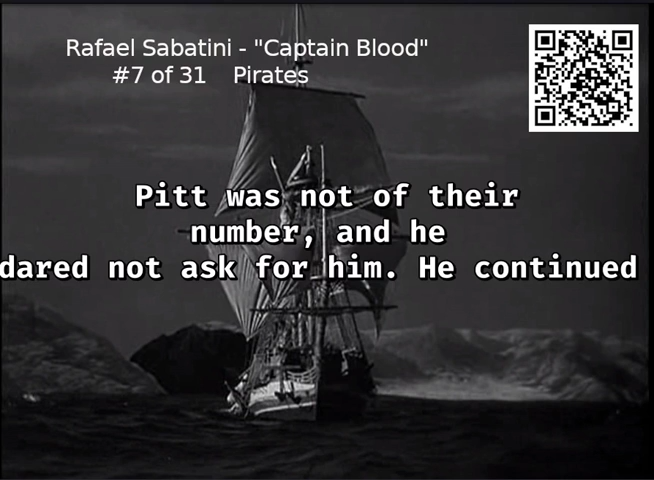 Rafael Sabatini - "Captain Blood"
#7 of 31 Pirates
Pitt was not of their
number, and he
dared not ask for him. He continued